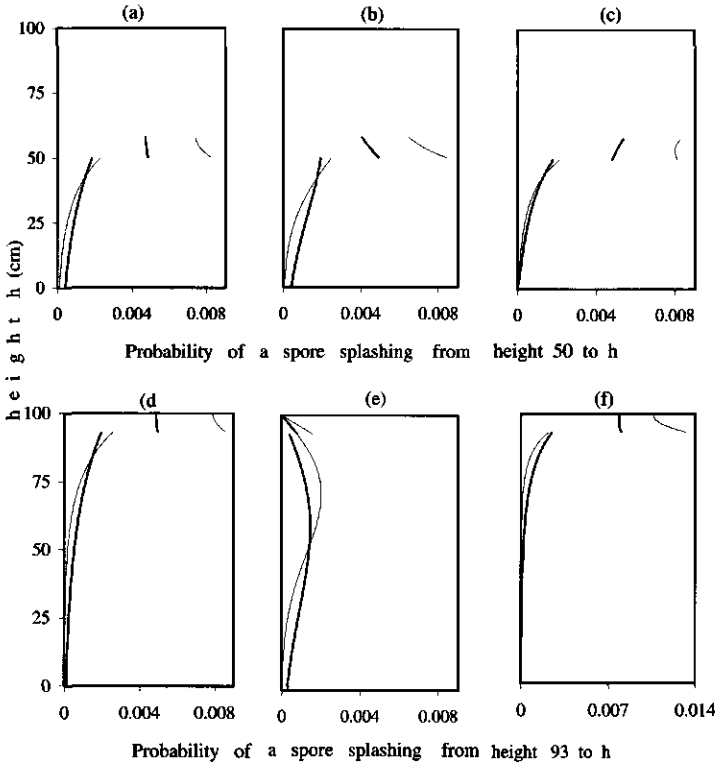 (a) (b) (c)
100
75
50
25
0
0 0.004 0.008 0 0.004 0.008 0 0.004 0.008
Probability of a spore splashing from height 50 to h
height h (cm)
(d (e) (f)
100
75
50
25
0
0 0.004 0.008 0 0.004 0.008 0 0.007 0.014
Probability of a spore splashing from height 93 to h